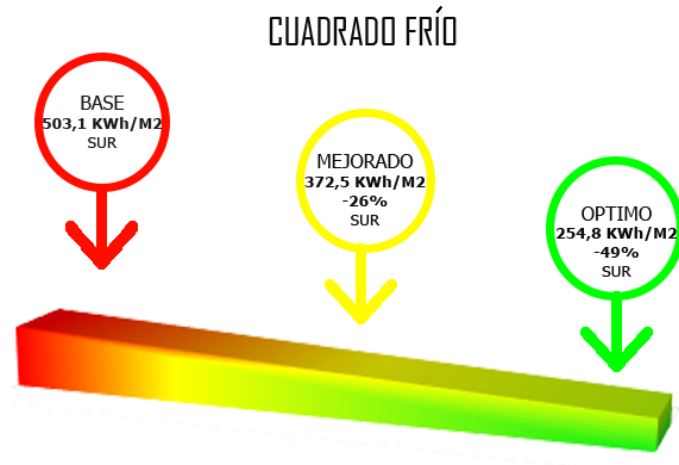 CUADRADO FRÍO
BASE
503,1 KWh/M2
SUR
MEJORADO
372,5 KWh/M2
-26%
SUR
OPTIMO
254,8 KWh/M2
-49%
SUR